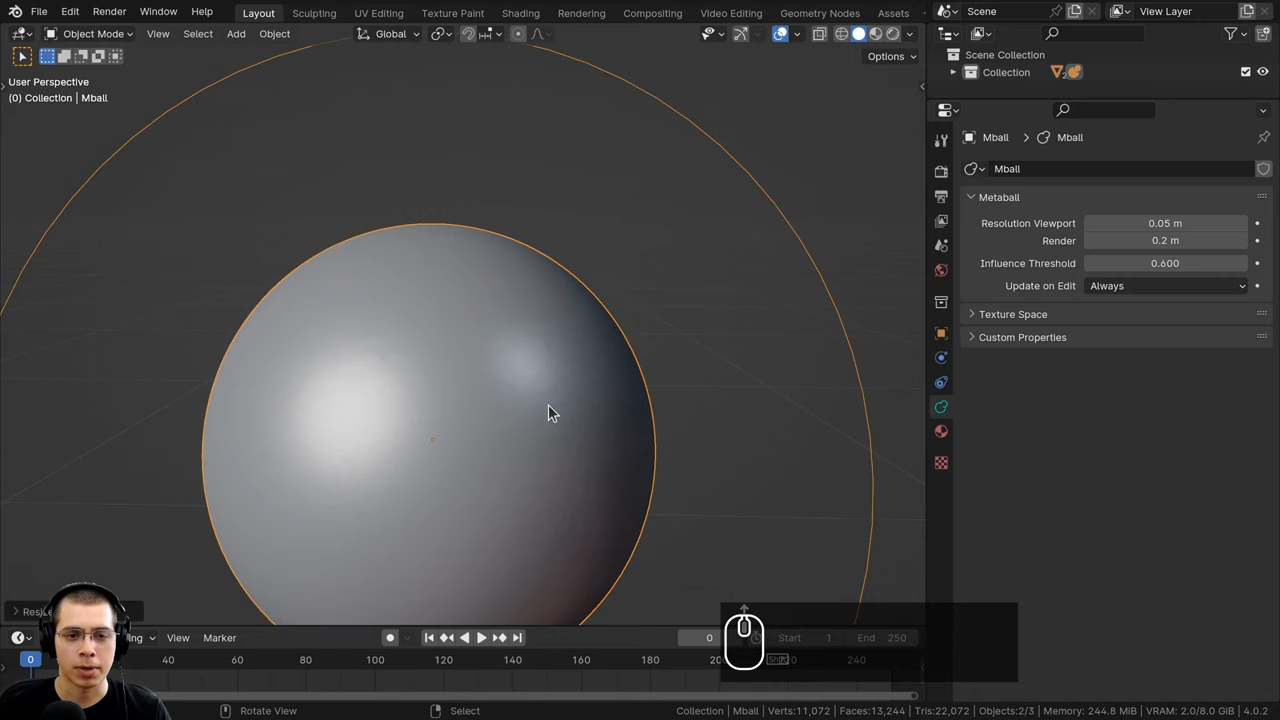 File Edit Render Window Help Layout Sculpting UV Editing Texture Paint Shading Rendering Compositing Video Editing Geometry Nodes Assets Scene View Layer
Object Mode View Select Add Object Global
Options
User Perspective
(0) Collection | Mball
Scene Collection
Collection 2
Mball Mball
Mball
Metaball
Resolution Viewport 0.05 m
Render 0.2 m
Influence Threshold 0.600
Update on Edit Always
Texture Space
Custom Properties
View Marker 0 Start 1 End 250
0 40 60 80 100 120 140 160 180 240
Rotate View Select Collection | Mball | Verts:11,072 | Faces:13,244 | Tris:22,072 | Objects:2/3 | Memory: 244.8 MiB | VRAM: 2.0/8.0 GiB | 4.0.2